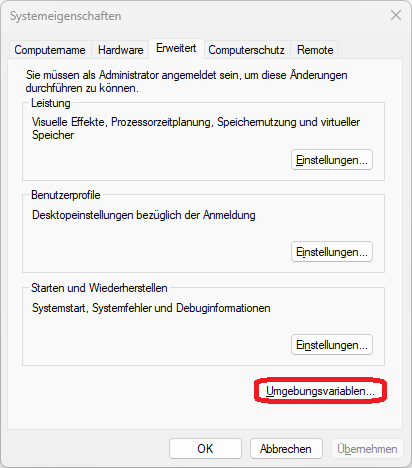 Systemeigenschaften
Computername
Hardware
Erweitert
Computerschutz
Remote
Sie müssen als Administrator angemeldet sein, um diese Änderungen
durchführen zu können.
Leistung
Visuelle Effekte, Prozessorzeitplanung, Speichernutzung und virtueller
Speicher
Einstellungen...
Benutzerprofile
Desktopeinstellungen bezüglich der Anmeldung
Einstellungen...
Starten und Wiederherstellen
Systemstart, Systemfehler und Debuginformationen
Einstellungen...
Umgebungsvariablen...
OK
Abbrechen
Übernehmen